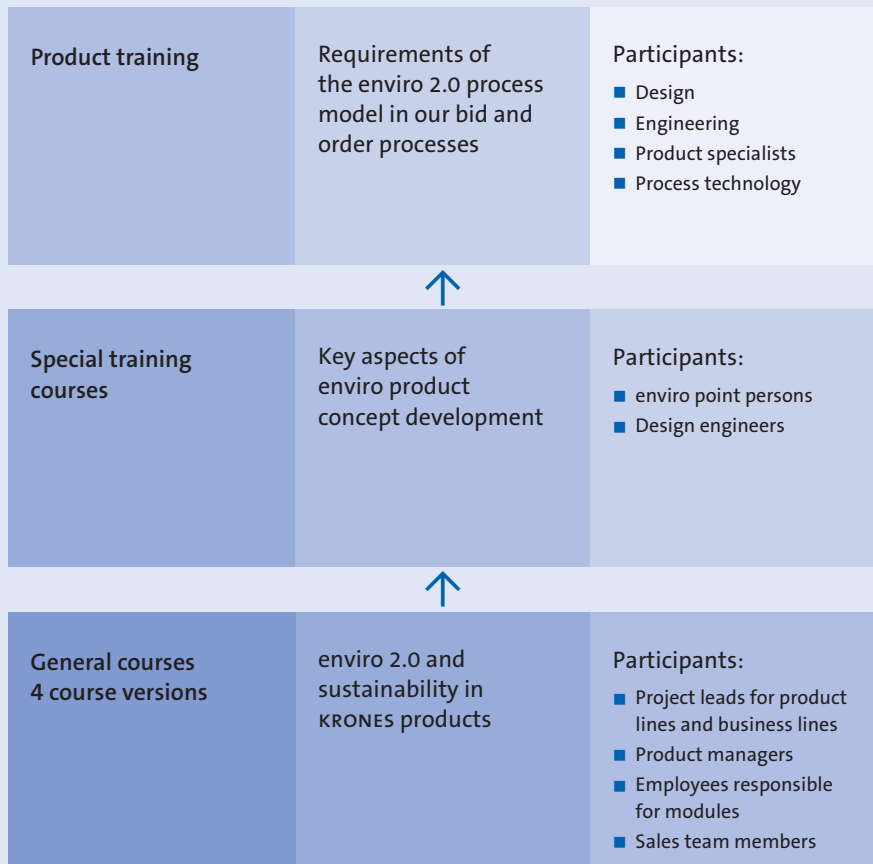 Product training
Requirements of
the enviro 2.0 process
model in our bid and
order processes
Participants:
Design
Engineering
Product specialists
Process technology
Special training
courses
Key aspects of
enviro product
concept development
Participants:
enviro point persons
Design engineers
General courses
4 course versions
enviro 2.0 and
sustainability in
KRONES products
Participants:
Project leads for product
lines and business lines
Product managers
Employees responsible
for modules
Sales team members